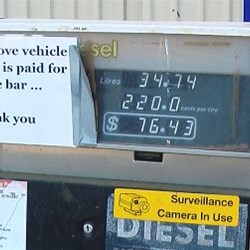 ove vehicle
is paid for
e bar ...
nk you
sel
Litres 34.74
220.0 cents per litre
$ 76.43
Surveillance
Camera In Use
DIESEL